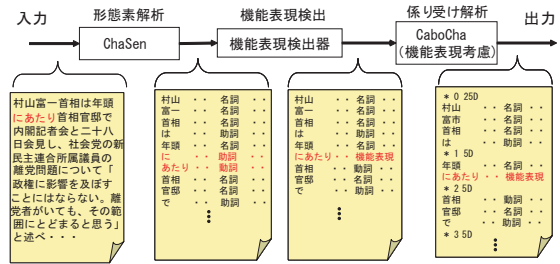 入力
形態素解析
機能表現検出
係り受け解析
出力
ChaSen
機能表現検出器
CaboCha
(機能表現考慮)
村山富一首相は年頭
にあたり首相官邸で
内閣記者会と二十八
日会見し、社会党の新
民主連合所属議員の
離党問題について「
政権に影響を及ぼす
ことにはならない。離
党者がいても、その範
囲にとどまると思う」
と述べ・・・
村山 ・・ 名詞 ・・
富一 ・・ 名詞 ・・
首相 ・・ 名詞 ・・
は ・・ 助詞 ・・
年頭 ・・ 名詞 ・・
に ・・ 助詞 ・・
あたり ・・ 動詞 ・・
首相 ・・ 名詞 ・・
官邸 ・・ 名詞 ・・
で ・・ 助詞 ・・
村山 ・・ 名詞 ・・
富一 ・・ 名詞 ・・
首相 ・・ 名詞 ・・
は ・・ 助詞 ・・
年頭 ・・ 名詞 ・・
にあたり ・・ 機能表現
首相 ・・ 動詞 ・・
官邸 ・・ 名詞 ・・
で ・・ 助詞 ・・
* 0 25D
村山 ・・ 名詞 ・・
富市 ・・ 名詞 ・・
首相 ・・ 名詞 ・・
は ・・ 助詞 ・・
* 1 5D
年頭 ・・ 名詞 ・・
にあたり ・・ 機能表現
* 2 5D
首相 ・・ 動詞 ・・
官邸 ・・ 名詞 ・・
で ・・ 助詞 ・・
* 3 5D